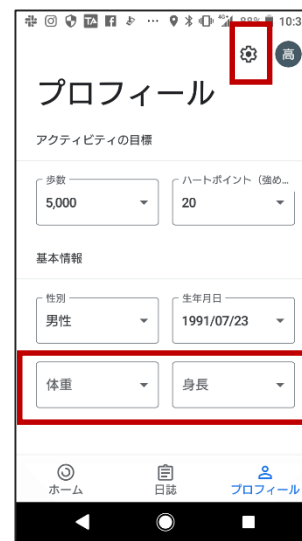 88% 10:3
高
プロフィール
アクティビティの目標
歩数
5,000
ハートポイント（強め...
20
基本情報
性別
男性
生年月日
1991/07/23
体重
身長
ホーム
日誌
プロフィール